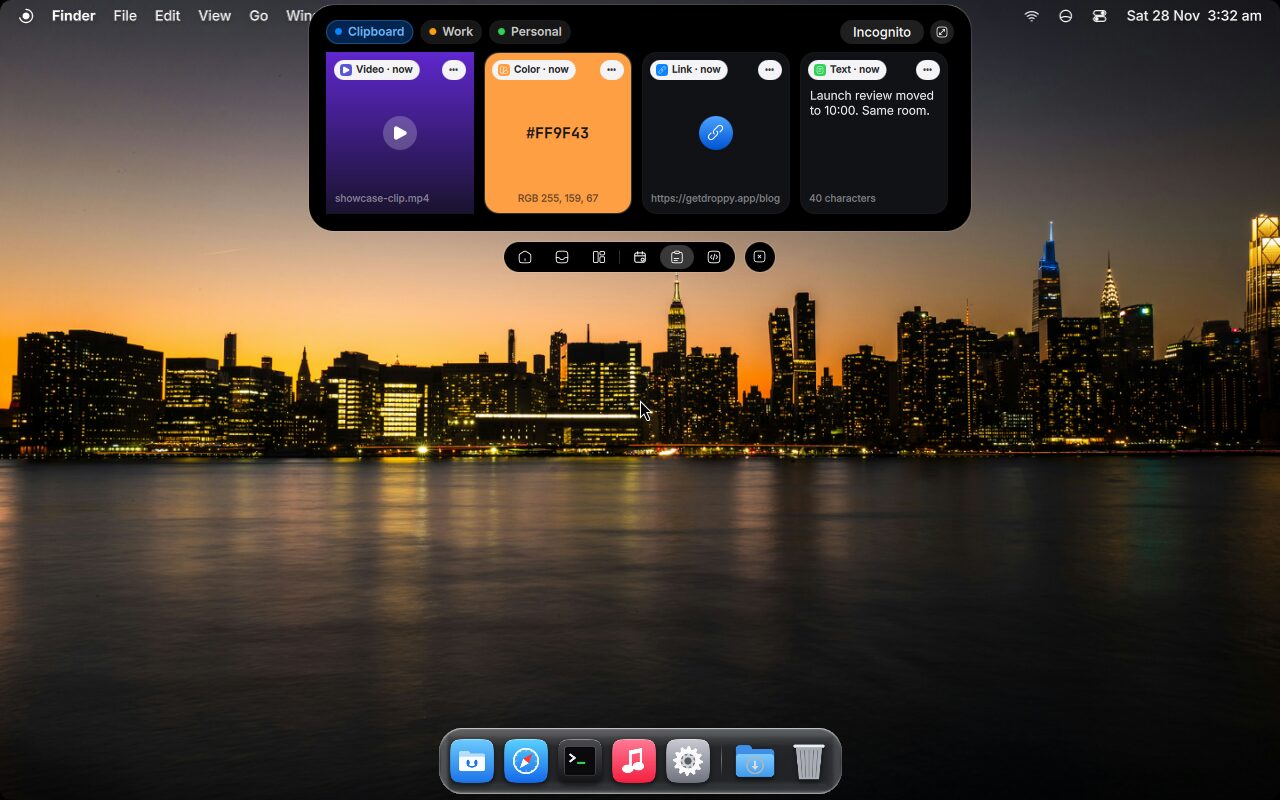 Finder File Edit View Go Win
Sat 28 Nov 3:32 am
Clipboard
Work
Personal
Incognito
Video · now
showcase-clip.mp4
Color · now
#FF9F43
RGB 255, 159, 67
Link · now
https://getdroppy.app/blog
Text · now
Launch review moved
to 10:00. Same room.
40 characters